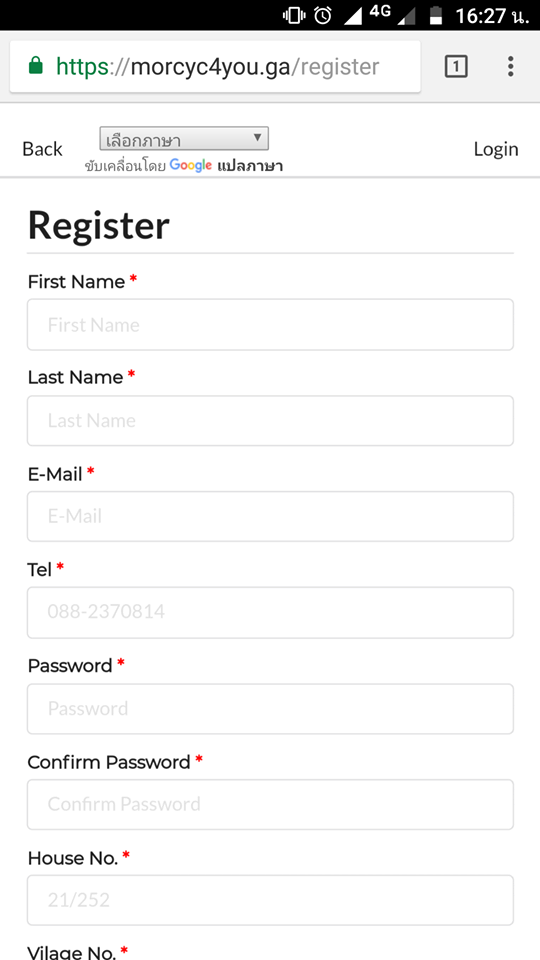 4G 16:27 น.
https://morcyc4you.ga/register 1
Back เลือกภาษา Login
ขับเคลื่อนโดย Google แปลภาษา
Register
First Name *
First Name
Last Name *
Last Name
E-Mail *
E-Mail
Tel *
088-2370814
Password *
Password
Confirm Password *
Confirm Password
House No. *
21/252
Vilage No. *